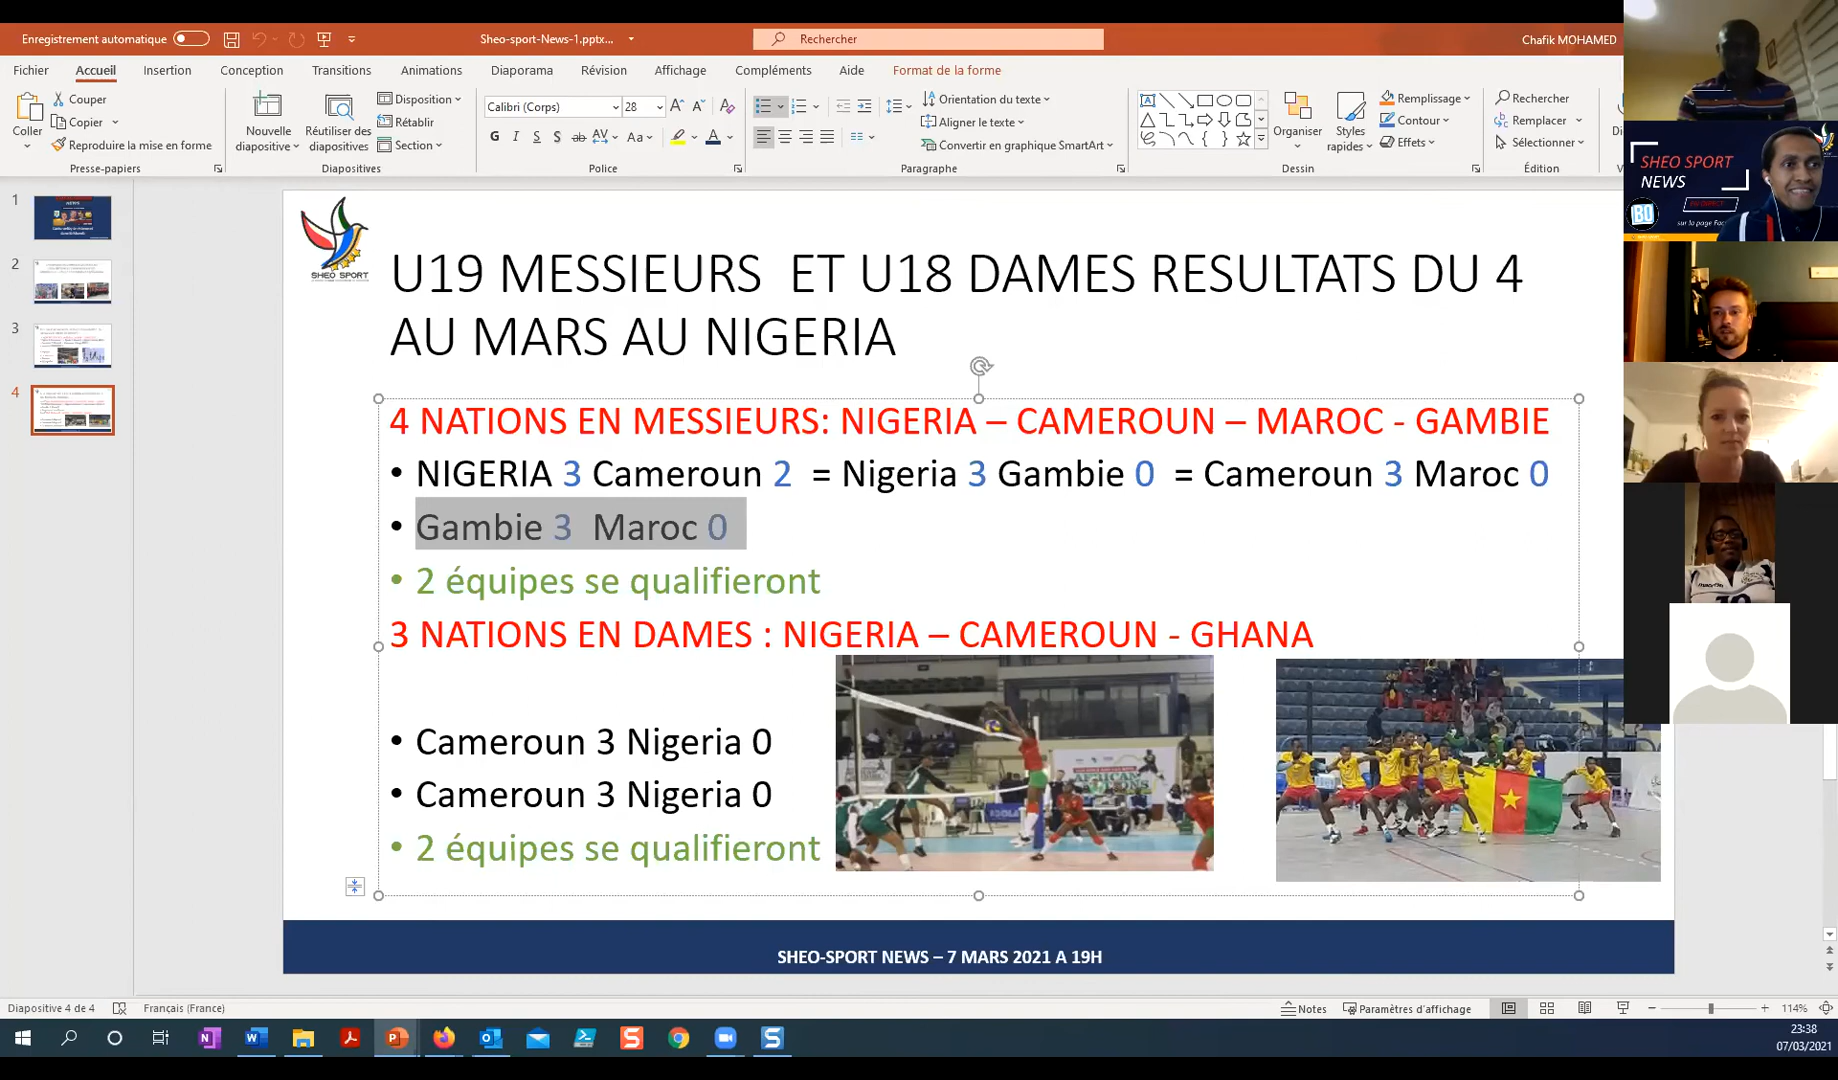 Enregistrement automatique
Sheo-sport-News-1.pptx...
Rechercher
Chafik MOHAMED
Fichier
Accueil
Insertion
Conception
Transitions
Animations
Diaporama
Révision
Affichage
Compléments
Aide
Format de la forme
Coller
Couper
Copier
Reproduire la mise en forme
Presse-papiers
Nouvelle diapositive
Réutiliser des diapositives
Disposition
Rétablir
Section
Diapositives
Calibri (Corps)
28
Police
Orientation du texte
Aligner le texte
Convertir en graphique SmartArt
Paragraphe
Organiser
Styles rapides
Remplissage
Contour
Effets
Dessin
Rechercher
Remplacer
Sélectionner
Édition
1
2
3
4
SHEO SPORT
U19 MESSIEURS ET U18 DAMES RESULTATS DU 4
AU MARS AU NIGERIA
4 NATIONS EN MESSIEURS: NIGERIA – CAMEROUN – MAROC - GAMBIE
• NIGERIA 3 Cameroun 2 = Nigeria 3 Gambie 0 = Cameroun 3 Maroc 0
• Gambie 3 Maroc 0
• 2 équipes se qualifieront
3 NATIONS EN DAMES : NIGERIA – CAMEROUN - GHANA
• Cameroun 3 Nigeria 0
• Cameroun 3 Nigeria 0
• 2 équipes se qualifieront
SHEO-SPORT NEWS – 7 MARS 2021 A 19H
SHEO SPORT
NEWS
sur la page
Diapositive 4 de 4
Français (France)
Notes
Paramètres d'affichage
114%
23:38
07/03/2021